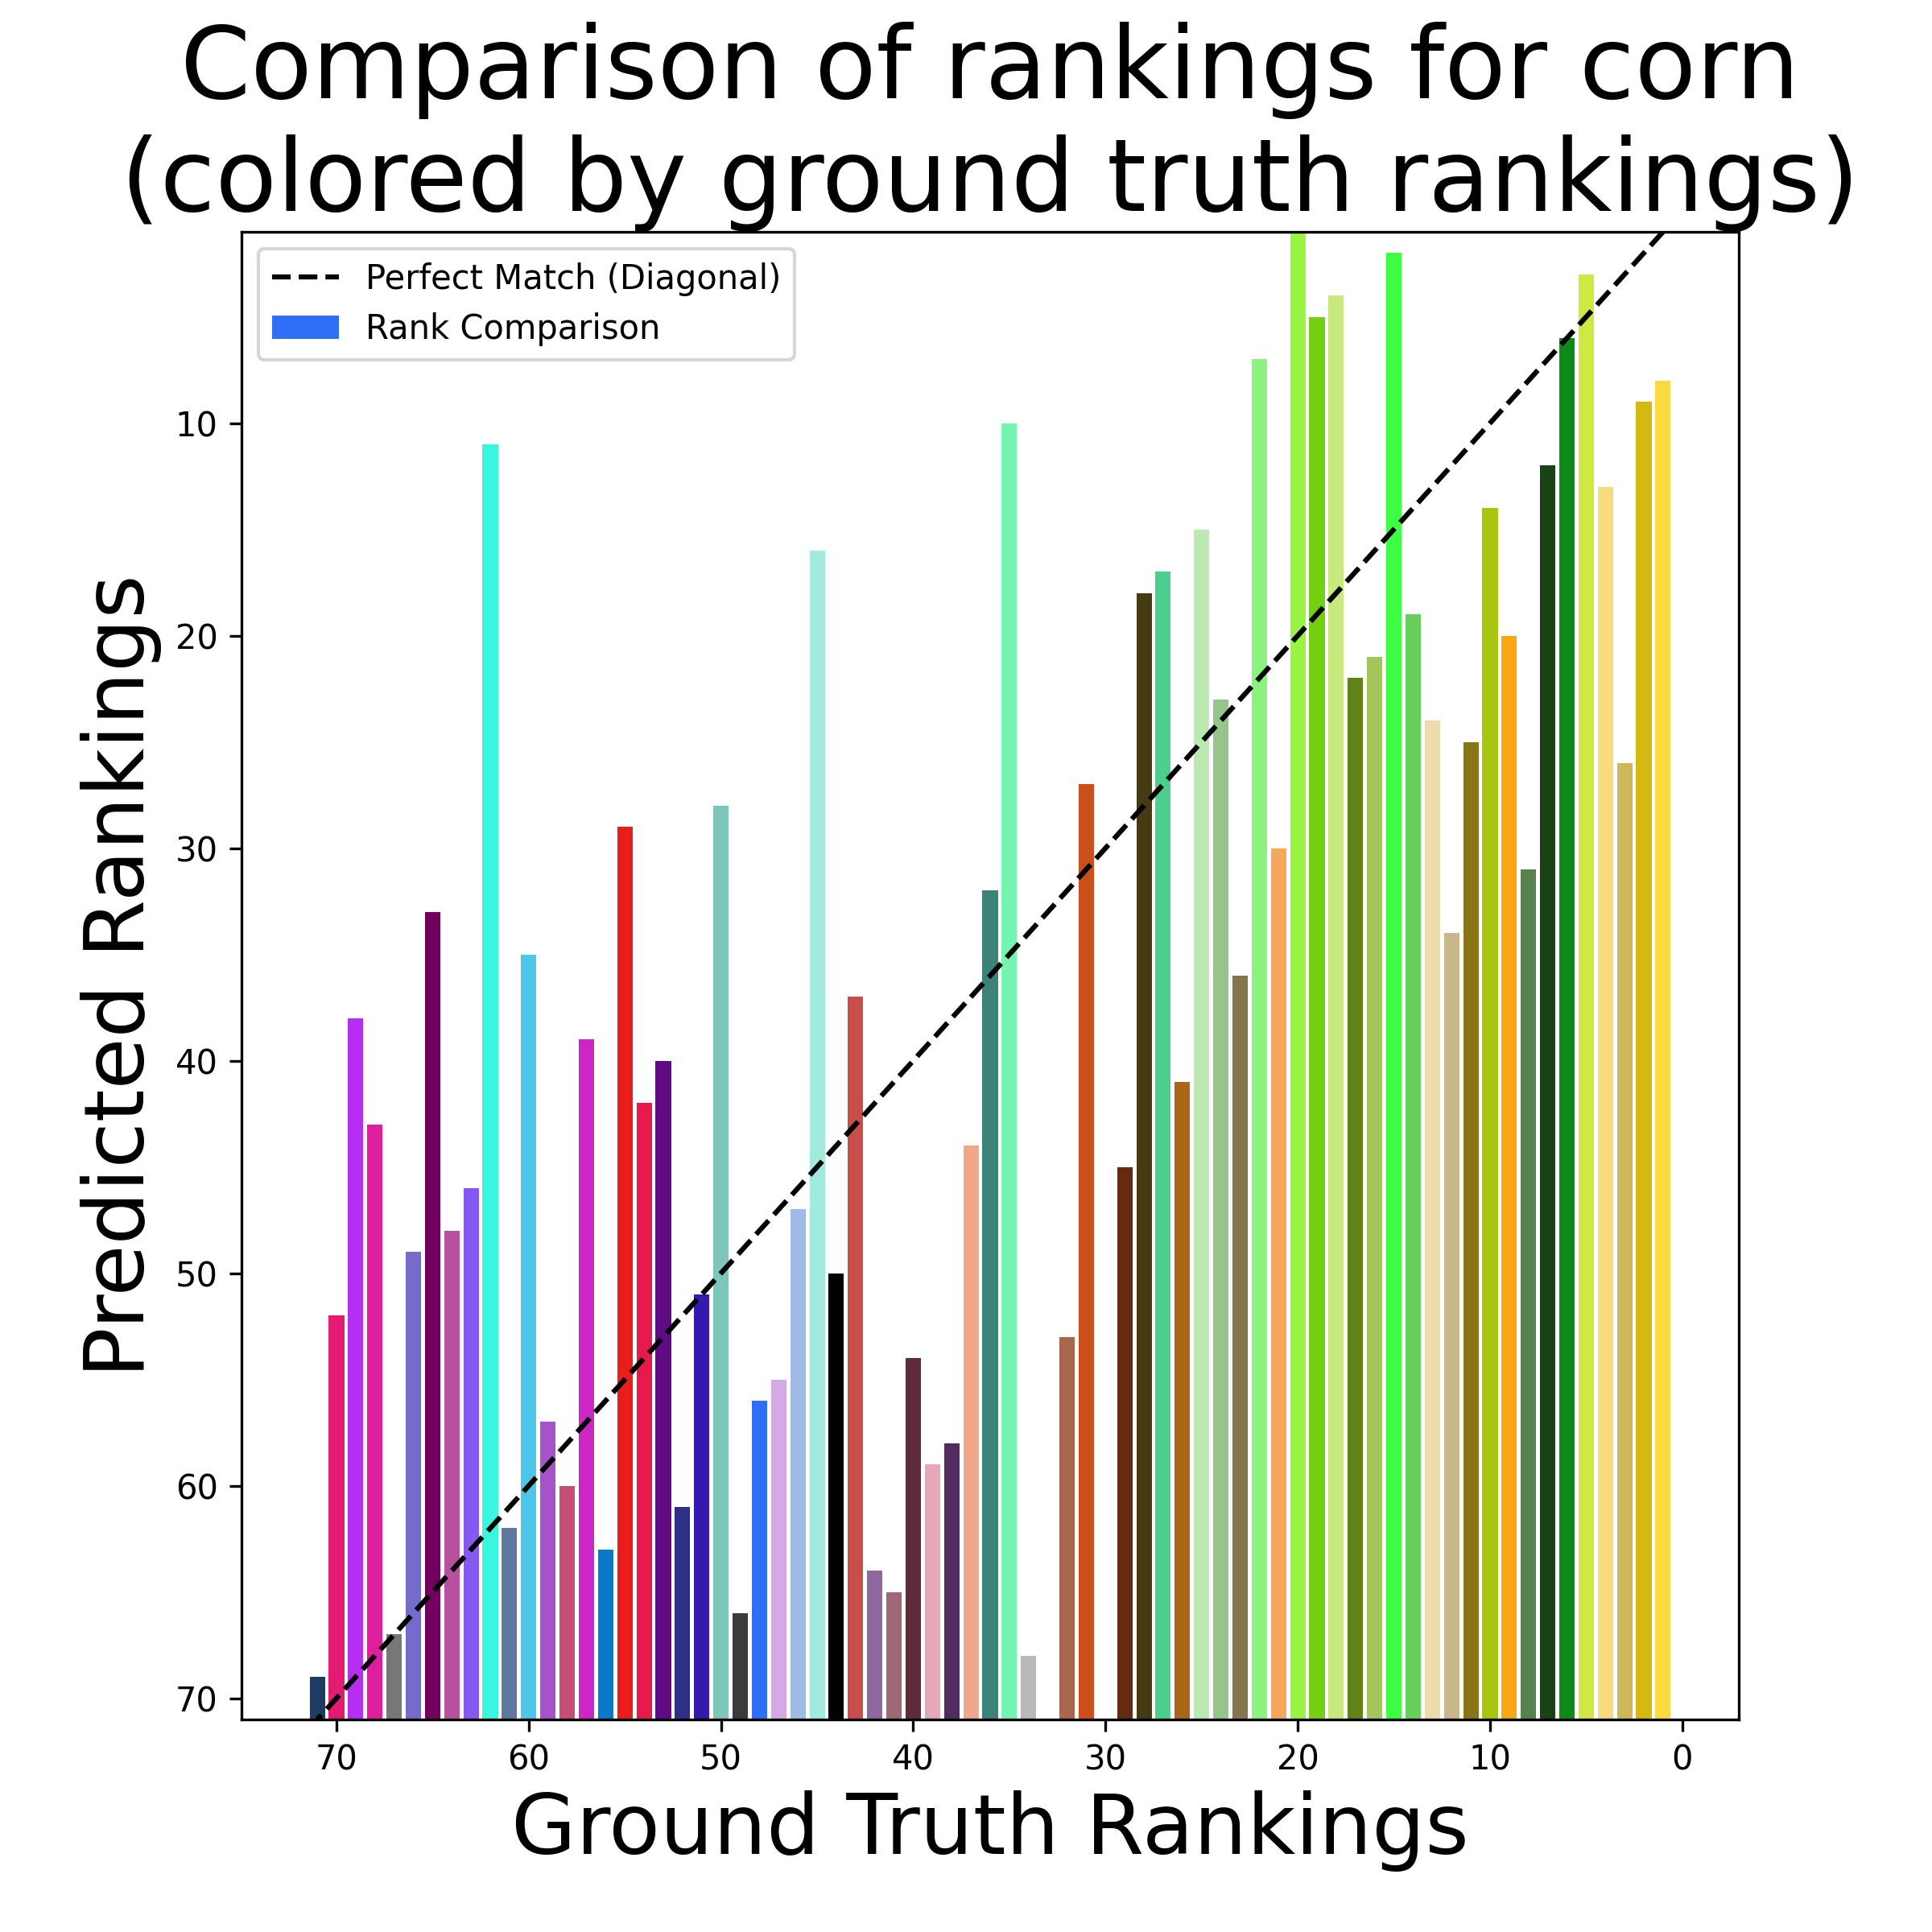 Comparison of rankings for corn
(colored by ground truth rankings)
Perfect Match (Diagonal)
Rank Comparison
Predicted Rankings
10
20
30
40
50
60
70
70
60
50
40
30
20
10
0
Ground Truth Rankings